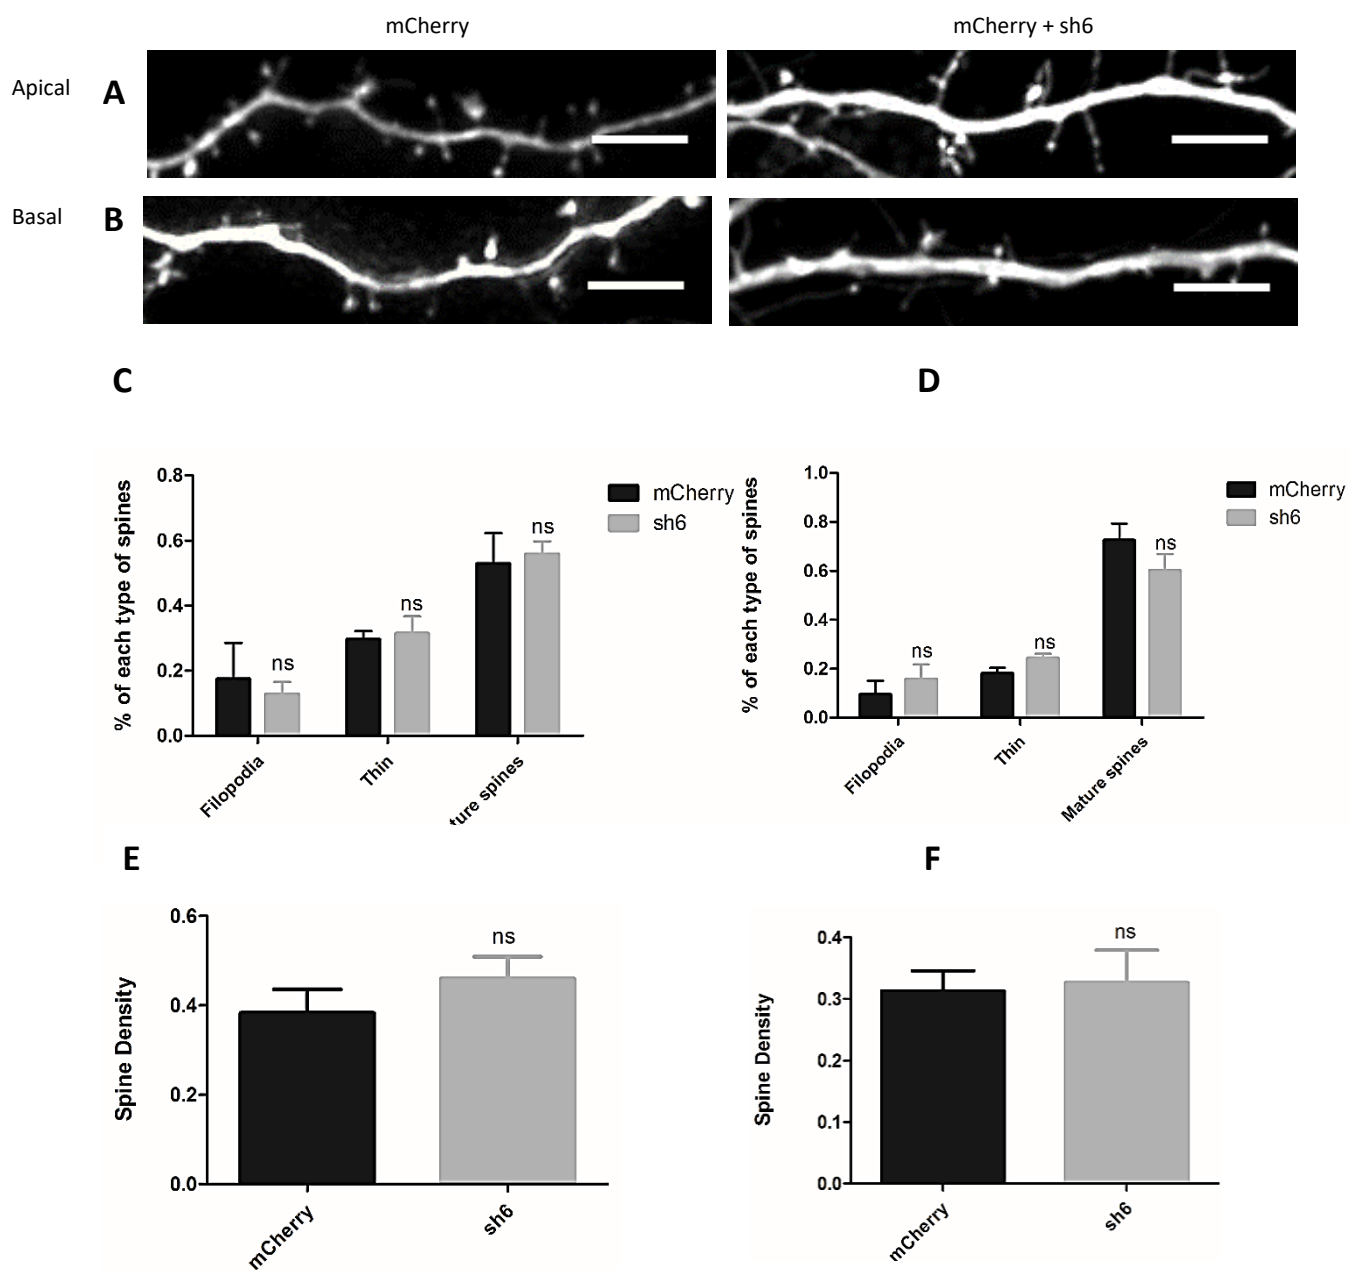 mCherry
mCherry + sh6
Apical
A
Basal
B
C
D
0.8
0.6
0.4
0.2
0.0
% of each type of spines
mCherry
sh6
ns
ns
ns
Filopodia
Thin
ture spines
1.0
0.8
0.6
0.4
0.2
0.0
% of each type of spines
mCherry
sh6
ns
ns
ns
Filopodia
Thin
Mature spines
E
F
0.6
0.4
0.2
0.0
Spine Density
ns
mCherry
sh6
0.4
0.3
0.2
0.1
0.0
Spine Density
ns
mCherry
sh6